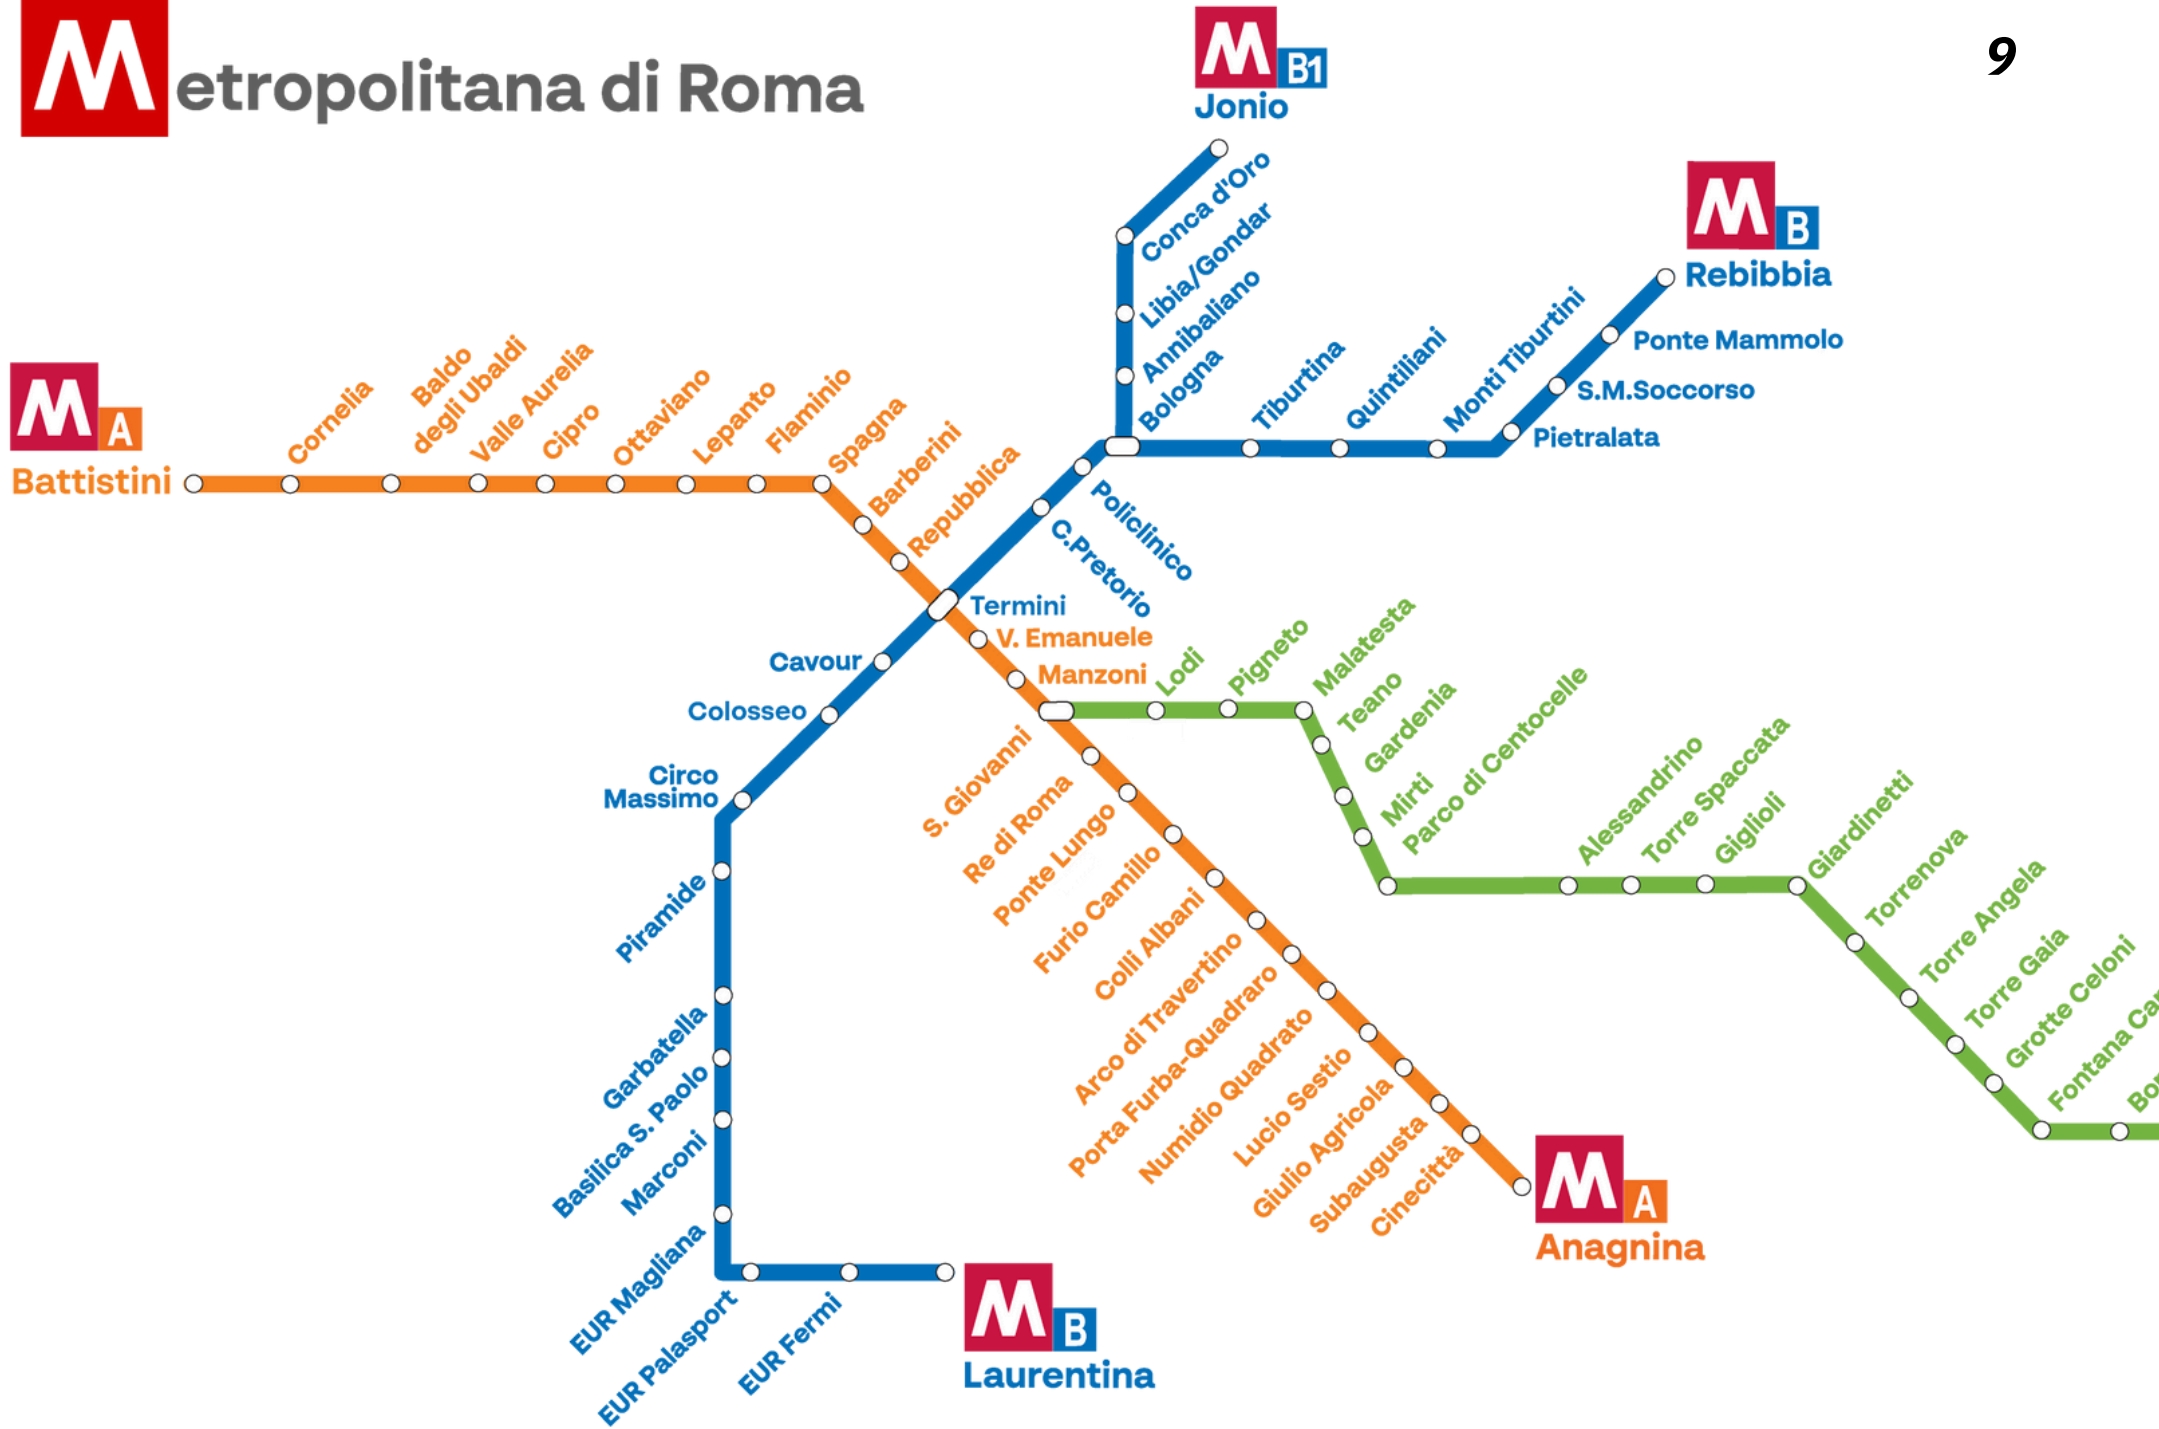 Metropolitana di Roma
9
M B1
Jonio
Conca d'Oro
Libia/Gondar
Annibaliano
Bologna
M B
Rebibbia
Ponte Mammolo
S.M.Soccorso
Pietralata
Monti Tiburtini
Quintiliani
Tiburtina
Policlinico
C.Pretorio
Termini
Cavour
Colosseo
Circo
Massimo
Piramide
Garbatella
Basilica S. Paolo
Marconi
EUR Magliana
EUR Palasport
EUR Fermi
M B
Laurentina
M A
Battistini
Cornelia
Baldo
degli Ubaldi
Valle Aurelia
Cipro
Ottaviano
Lepanto
Flaminio
Spagna
Barberini
Repubblica
V. Emanuele
Manzoni
S. Giovanni
Re di Roma
Ponte Lungo
Furio Camillo
Colli Albani
Arco di Travertino
Porta Furba-Quadraro
Numidio Quadrato
Lucio Sestio
Giulio Agricola
Subaugusta
Cinecittà
M A
Anagnina
Lodi
Pigneto
Malatesta
Teano
Gardenia
Mirti
Parco di Centocelle
Alessandrino
Torre Spaccata
Giglioli
Giardinetti
Torrenova
Torre Angela
Torre Gaia
Grotte Celoni
Fontana